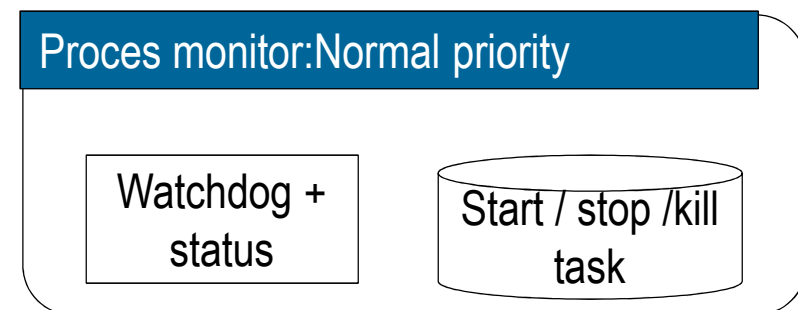 Proces monitor:Normal priority
Watchdog +
status
Start / stop /kill
task